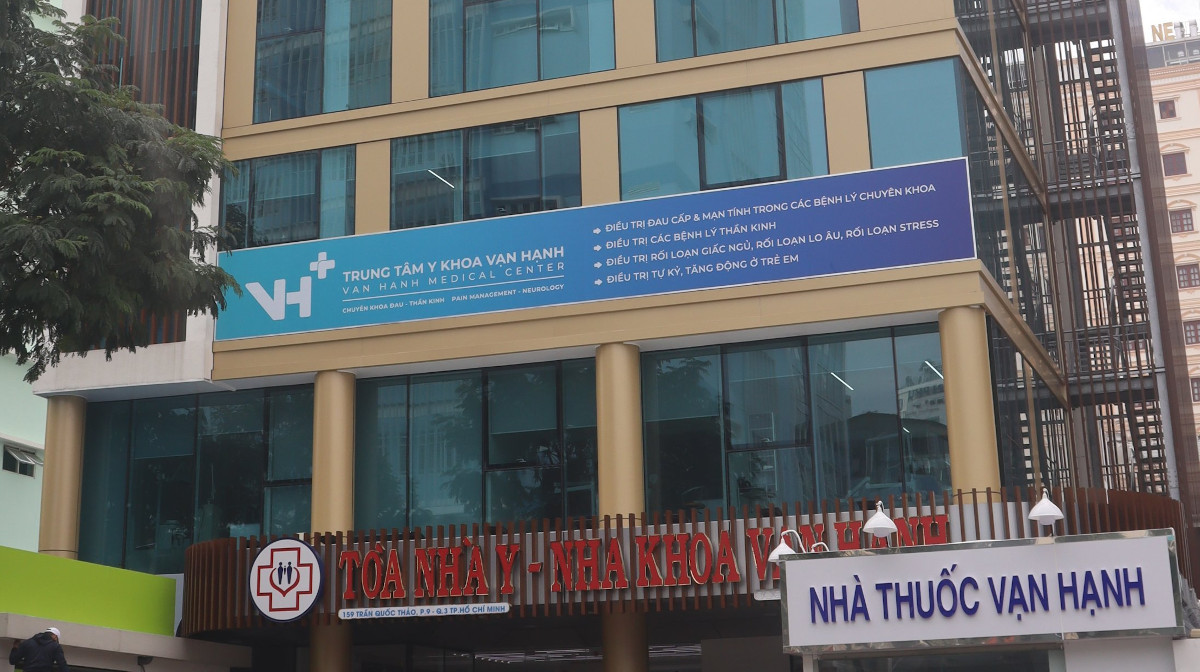 VH+
TRUNG TÂM Y KHOA VẠN HẠNH
VAN HANH MEDICAL CENTER
CHUYÊN KHOA ĐAU - THẦN KINH PAIN MANAGEMENT - NEUROLOGY
ĐIỀU TRỊ ĐAU CẤP & MẠN TÍNH TRONG CÁC BỆNH LÝ CHUYÊN KHOA
ĐIỀU TRỊ CÁC BỆNH LÝ THẦN KINH
ĐIỀU TRỊ RỐI LOẠN GIẤC NGỦ, RỐI LOẠN LO ÂU, RỐI LOẠN STRESS
ĐIỀU TRỊ TỰ KỶ, TĂNG ĐỘNG Ở TRẺ EM
TÒA NHÀ Y - NHA KHOA VẠN HẠNH
159 TRẦN QUỐC THẢO, P.9 - Q.3 TP.HỒ CHÍ MINH
NHÀ THUỐC VẠN HẠNH